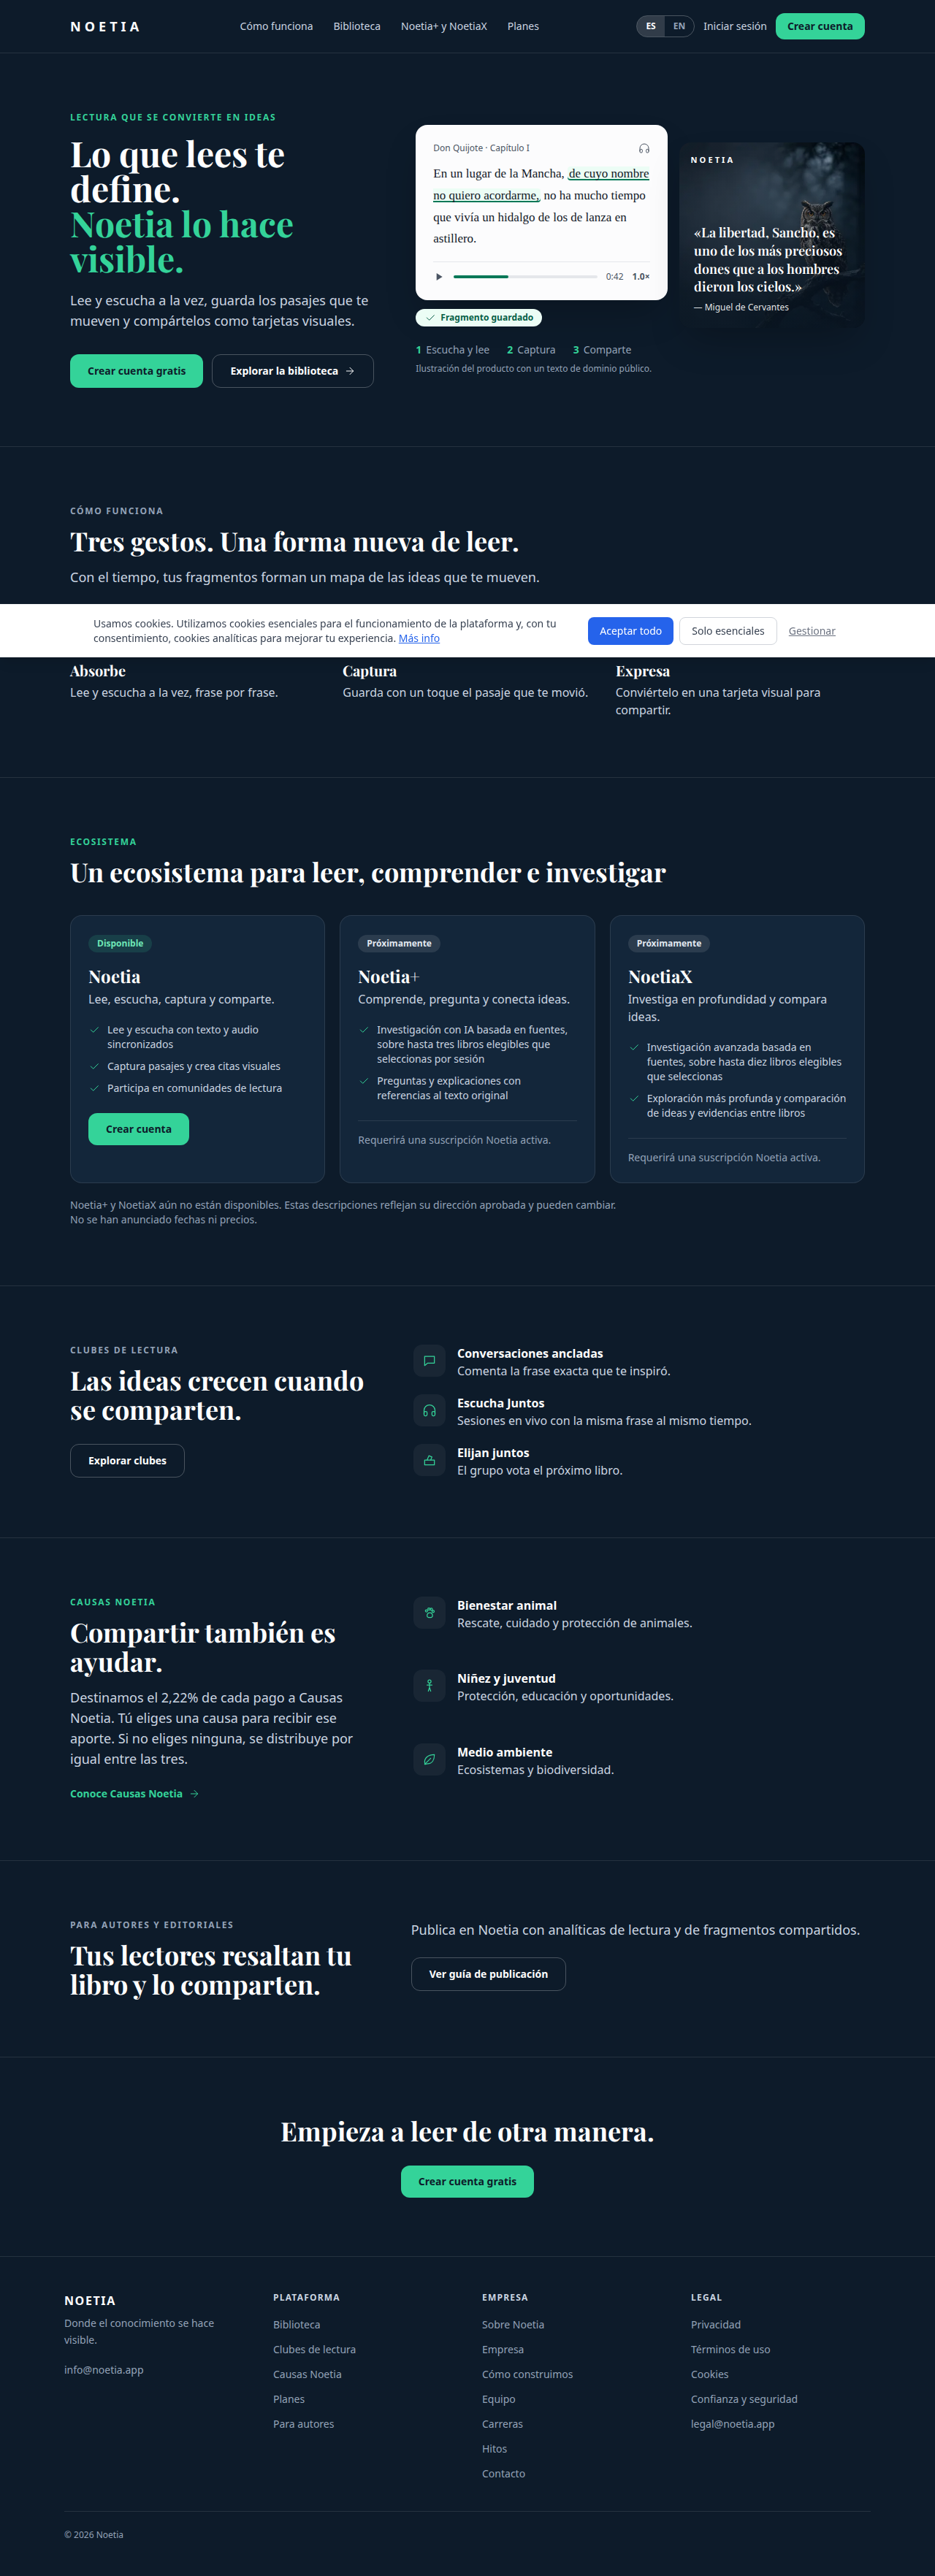 NOETIA
Cómo funciona
Biblioteca
Noetia+ y NoetiaX
Planes
ES
EN
Iniciar sesión
Crear cuenta
LECTURA QUE SE CONVIERTE EN IDEAS
Lo que lees te
define.
Noetia lo hace
visible.
Lee y escucha a la vez, guarda los pasajes que te
mueven y compártelos como tarjetas visuales.
Crear cuenta gratis
Explorar la biblioteca
Don Quijote · Capítulo I
En un lugar de la Mancha, de cuyo nombre
no quiero acordarme, no ha mucho tiempo
que vivía un hidalgo de los de lanza en
astillero.
0:42
1.0×
Fragmento guardado
1 Escucha y lee
2 Captura
3 Comparte
Ilustración del producto con un texto de dominio público.
NOETIA
«La libertad, Sancho, es
uno de los más preciosos
dones que a los hombres
dieron los cielos.»
— Miguel de Cervantes
CÓMO FUNCIONA
Tres gestos. Una forma nueva de leer.
Con el tiempo, tus fragmentos forman un mapa de las ideas que te mueven.
Usamos cookies. Utilizamos cookies esenciales para el funcionamiento de la plataforma y, con tu
consentimiento, cookies analíticas para mejorar tu experiencia. Más info
Aceptar todo
Solo esenciales
Gestionar
Absorbe
Lee y escucha a la vez, frase por frase.
Captura
Guarda con un toque el pasaje que te movió.
Expresa
Conviértelo en una tarjeta visual para
compartir.
ECOSISTEMA
Un ecosistema para leer, comprender e investigar
Disponible
Noetia
Lee, escucha, captura y comparte.
Lee y escucha con texto y audio
sincronizados
Captura pasajes y crea citas visuales
Participa en comunidades de lectura
Crear cuenta
Próximamente
Noetia+
Comprende, pregunta y conecta ideas.
Investigación con IA basada en fuentes,
sobre hasta tres libros elegibles que
seleccionas por sesión
Preguntas y explicaciones con
referencias al texto original
Requerirá una suscripción Noetia activa.
Próximamente
NoetiaX
Investiga en profundidad y compara
ideas.
Investigación avanzada basada en
fuentes, sobre hasta diez libros elegibles
que seleccionas
Exploración más profunda y comparación
de ideas y evidencias entre libros
Requerirá una suscripción Noetia activa.
Noetia+ y NoetiaX aún no están disponibles. Estas descripciones reflejan su dirección aprobada y pueden cambiar.
No se han anunciado fechas ni precios.
CLUBES DE LECTURA
Las ideas crecen cuando
se comparten.
Explorar clubes
Conversaciones ancladas
Comenta la frase exacta que te inspiró.
Escucha Juntos
Sesiones en vivo con la misma frase al mismo tiempo.
Elijan juntos
El grupo vota el próximo libro.
CAUSAS NOETIA
Compartir también es
ayudar.
Destinamos el 2,22% de cada pago a Causas
Noetia. Tú eliges una causa para recibir ese
aporte. Si no eliges ninguna, se distribuye por
igual entre las tres.
Conoce Causas Noetia
Bienestar animal
Rescate, cuidado y protección de animales.
Niñez y juventud
Protección, educación y oportunidades.
Medio ambiente
Ecosistemas y biodiversidad.
PARA AUTORES Y EDITORIALES
Tus lectores resaltan tu
libro y lo comparten.
Publica en Noetia con analíticas de lectura y de fragmentos compartidos.
Ver guía de publicación
Empieza a leer de otra manera.
Crear cuenta gratis
NOETIA
Donde el conocimiento se hace
visible.
info@noetia.app
PLATAFORMA
Biblioteca
Clubes de lectura
Causas Noetia
Planes
Para autores
EMPRESA
Sobre Noetia
Empresa
Cómo construimos
Equipo
Carreras
Hitos
Contacto
LEGAL
Privacidad
Términos de uso
Cookies
Confianza y seguridad
legal@noetia.app
© 2026 Noetia